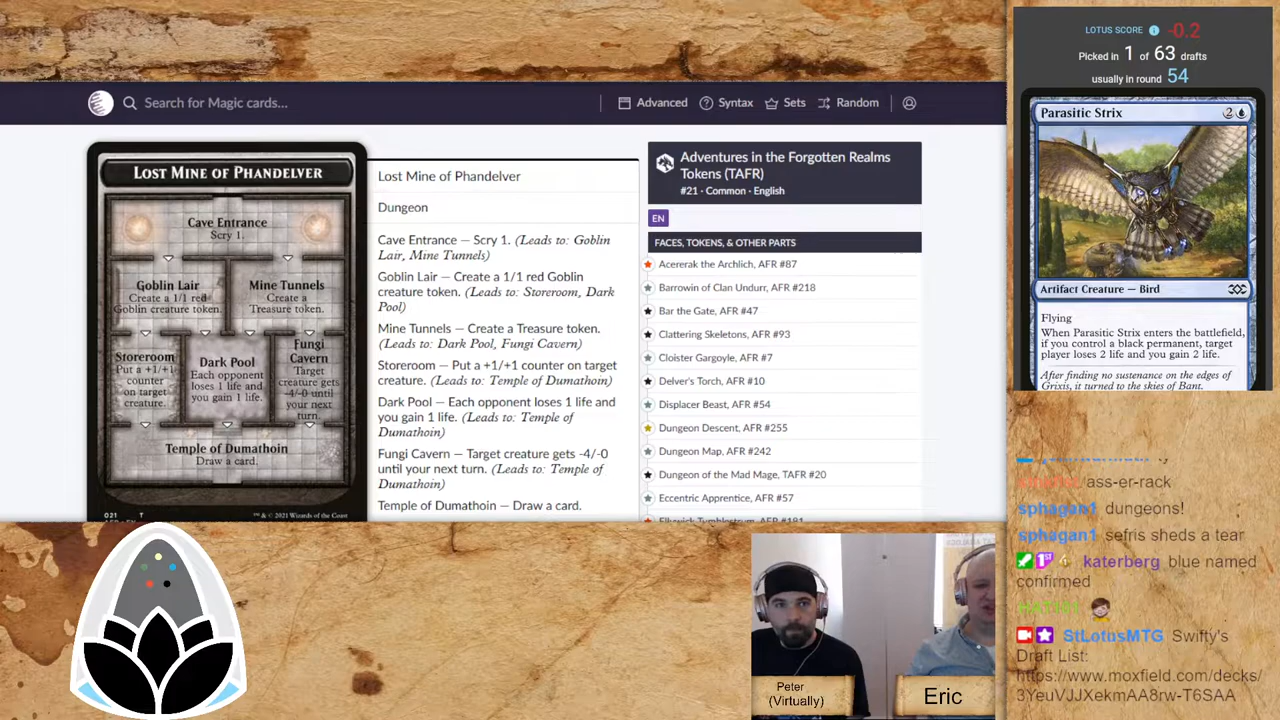 Search for Magic cards...
Advanced
Syntax
Sets
Random
LOST MINE OF PHANDELVER
CAVE ENTRANCE
Scry 1.
GOBLIN LAIR
Create a 1/1 red
Goblin creature token.
MINE TUNNELS
Create a
Treasure token.
STOREROOM
Put a +1/+1
counter
on target
creature.
DARK POOL
Each opponent
loses 1 life and
you gain 1 life.
FUNGI
CAVERN
Target
creature gets
-4/-0 until
your next
turn.
TEMPLE OF DUMATHOIN
Draw a card.
021 T
™ & © 2021 Wizards of the Coast
Lost Mine of Phandelver
Dungeon
Cave Entrance — Scry 1. (Leads to: Goblin
Lair, Mine Tunnels)
Goblin Lair — Create a 1/1 red Goblin
creature token. (Leads to: Storeroom, Dark
Pool)
Mine Tunnels — Create a Treasure token.
(Leads to: Dark Pool, Fungi Cavern)
Storeroom — Put a +1/+1 counter on target
creature. (Leads to: Temple of Dumathoin)
Dark Pool — Each opponent loses 1 life and
you gain 1 life. (Leads to: Temple of
Dumathoin)
Fungi Cavern — Target creature gets -4/-0
until your next turn. (Leads to: Temple of
Dumathoin)
Temple of Dumathoin — Draw a card.
Adventures in the Forgotten Realms
Tokens (TAFR)
#21 · Common · English
EN
FACES, TOKENS, & OTHER PARTS
Acererak the Archlich, AFR #87
Barrowin of Clan Undurr, AFR #218
Bar the Gate, AFR #47
Clattering Skeletons, AFR #93
Cloister Gargoyle, AFR #7
Delver's Torch, AFR #10
Displacer Beast, AFR #54
Dungeon Descent, AFR #255
Dungeon Map, AFR #242
Dungeon of the Mad Mage, TAFR #20
Eccentric Apprentice, AFR #57
LOTUS SCORE -0.2
Picked in 1 of 63 drafts
usually in round 54
Parasitic Strix 2
Artifact Creature — Bird
Flying
When Parasitic Strix enters the battlefield,
if you control a black permanent, target
player loses 2 life and you gain 2 life.
After finding no sustenance on the edges of
Grixis, it turned to the skies of Bant.
/ass-er-rack
sphagan1 dungeons!
sphagan1 sefris sheds a tear
katerberg blue named
confirmed
StLotusMTG Swifty's
Draft List:
https://www.moxfield.com/decks/
3YeuVJJXekmAA8rw-T6SAA
Peter
(Virtually)
Eric